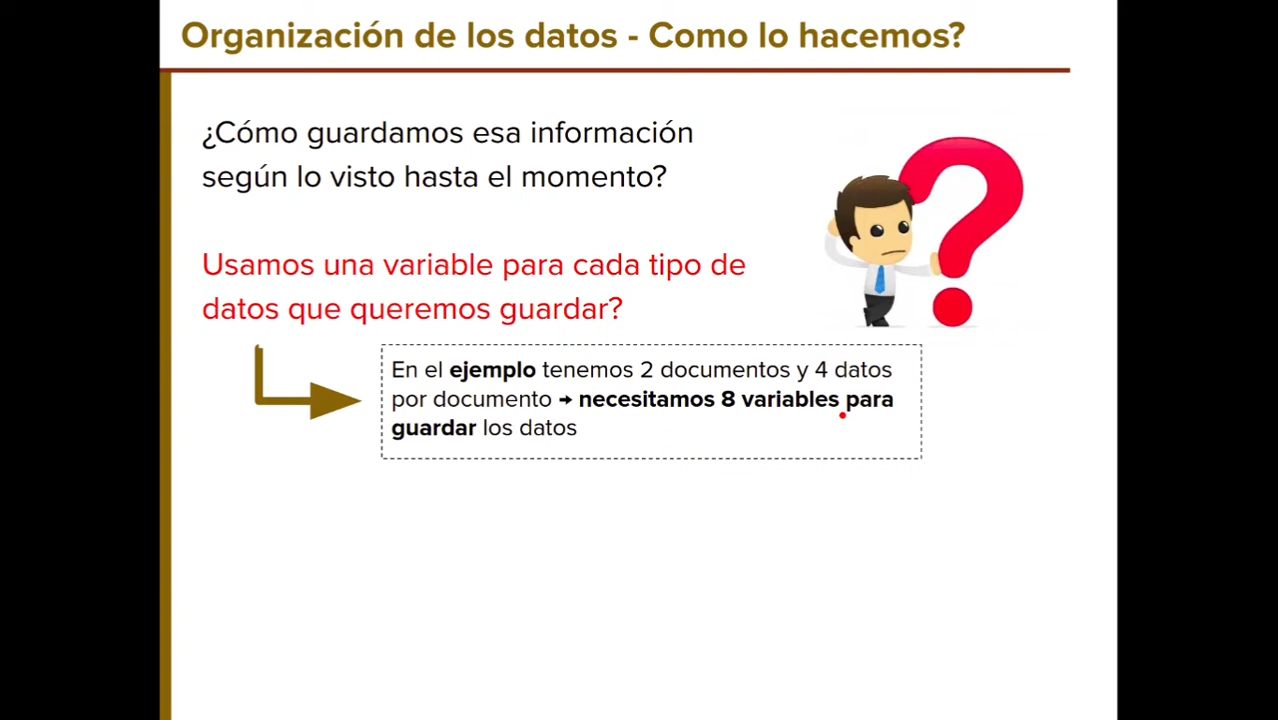 Organización de los datos - Como lo hacemos?
¿Cómo guardamos esa información
según lo visto hasta el momento?
Usamos una variable para cada tipo de
datos que queremos guardar?
En el ejemplo tenemos 2 documentos y 4 datos
por documento → necesitamos 8 variables para
guardar los datos